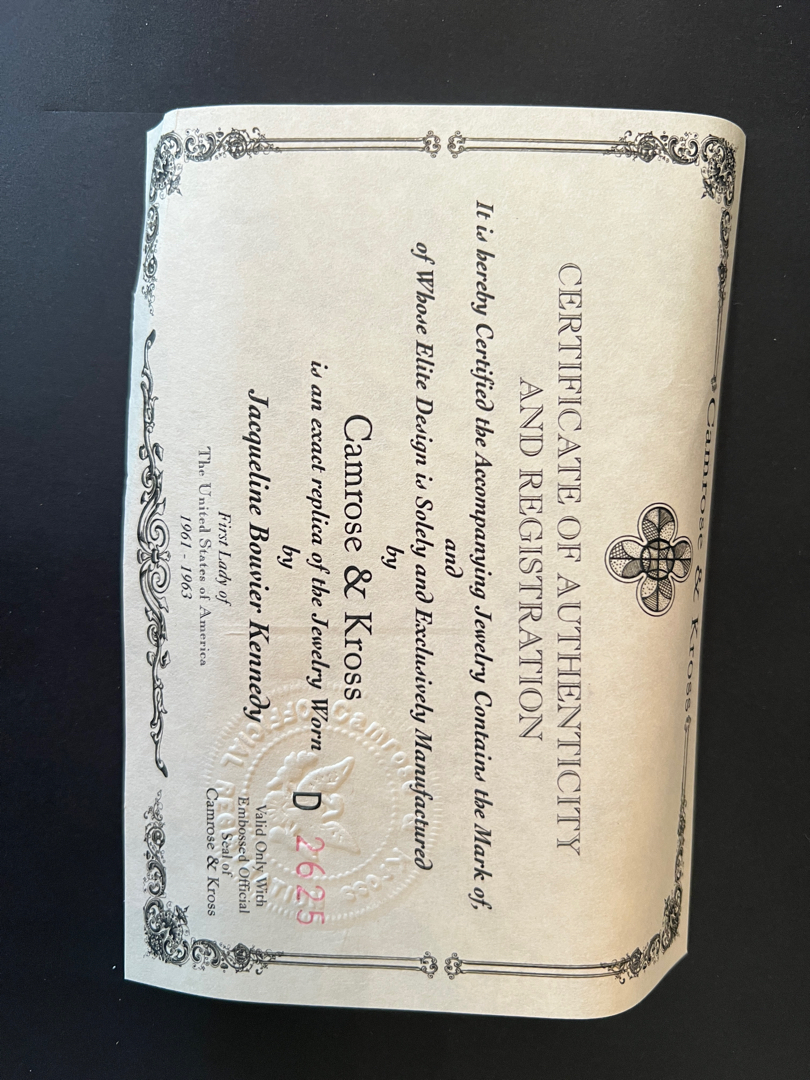 Camrose & Kross
CERTIFICATE OF AUTHENTICITY
AND REGISTRATION
It is hereby Certified the Accompanying Jewelry Contains the Mark of,
and
of Whose Elite Design is Solely and Exclusively Manufactured
by
Camrose & Kross
is an exact replica of the Jewelry Worn
by
Jacqueline Bouvier Kennedy
First Lady of
The United States of America
1961 - 1963
D 2625
Valid Only With
Embossed Official
Seal of
Camrose & Kross
OFFICIAL